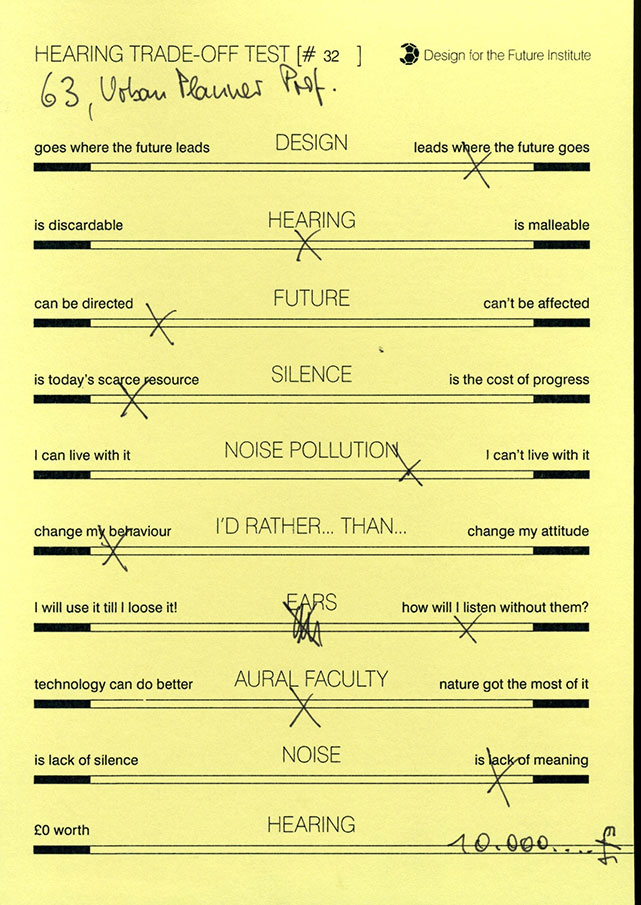 HEARING TRADE-OFF TEST [# 32 ] Design for the Future Institute
63, Urban Planner Prof.
DESIGN
goes where the future leads leads where the future goes
HEARING
is discardable is malleable
FUTURE
can be directed can't be affected
SILENCE
is today's scarce resource is the cost of progress
NOISE POLLUTION
I can live with it I can't live with it
I'D RATHER... THAN...
change my behaviour change my attitude
EARS
I will use it till I loose it! how will I listen without them?
AURAL FACULTY
technology can do better nature got the most of it
NOISE
is lack of silence is lack of meaning
HEARING
£0 worth
10.000....